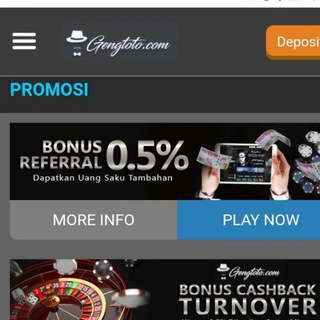 Gengtoto.com
Deposi
PROMOSI
BONUS
REFERRAL 0.5%
Dapatkan Uang Saku Tambahan
MORE INFO
PLAY NOW
Gengtoto.com
BONUS CASHBACK
TURNOVER